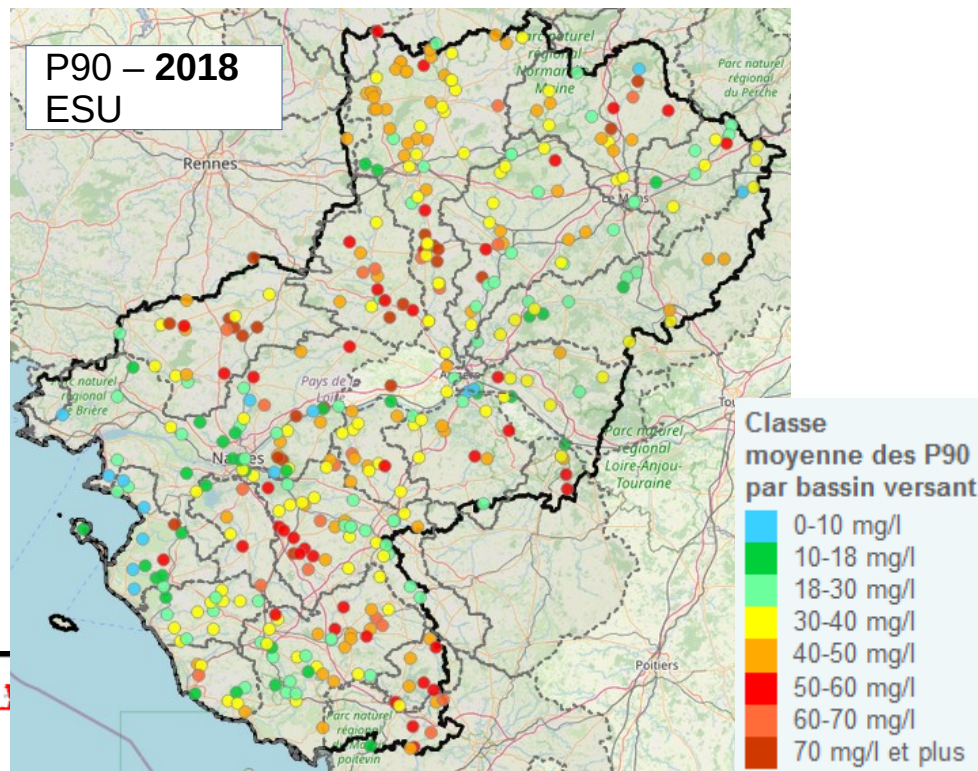 P90 – 2018
ESU
Parc naturel
régional
Normandie-
Maine
Parc naturel
régional
du Perche
Rennes
Le Mans
Parc naturel
régional
de Brière
Pays de la
Loire
Angers
Tou
Nantes
Parc naturel
régional
Loire-Anjou-
Touraine
Poitiers
Parc naturel
régional
du Marais
poitevin
Classe
moyenne des P90
par bassin versant
0-10 mg/l
10-18 mg/l
18-30 mg/l
30-40 mg/l
40-50 mg/l
50-60 mg/l
60-70 mg/l
70 mg/l et plus